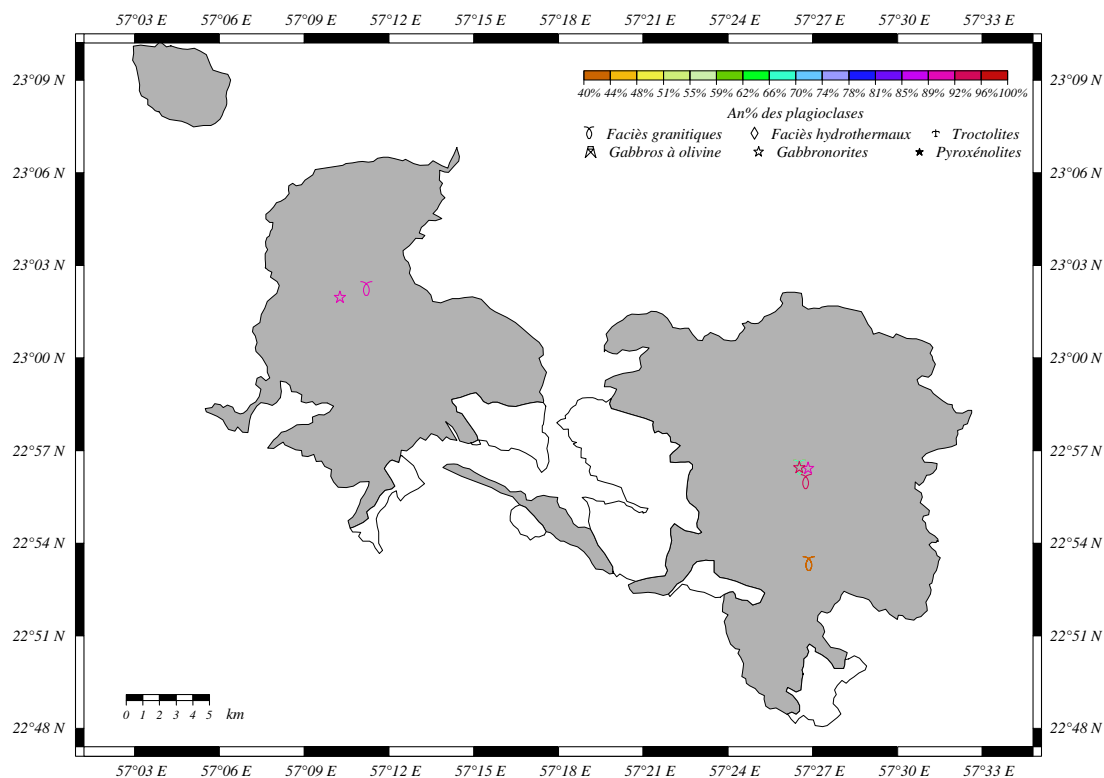 57°03 E 57°06 E 57°09 E 57°12 E 57°15 E 57°18 E 57°21 E 57°24 E 57°27 E 57°30 E 57°33 E
23°09 N 23°09 N
40% 44% 48% 51% 55% 59% 62% 66% 70% 74% 78% 81% 85% 89% 92% 96%100%
An% des plagioclases
Faciès granitiques Faciès hydrothermaux Troctolites
Gabbros à olivine Gabbronorites Pyroxénolites
23°06 N 23°06 N
23°03 N 23°03 N
23°00 N 23°00 N
22°57 N 22°57 N
22°54 N 22°54 N
22°51 N 22°51 N
0 1 2 3 4 5 km
22°48 N 22°48 N
57°03 E 57°06 E 57°09 E 57°12 E 57°15 E 57°18 E 57°21 E 57°24 E 57°27 E 57°30 E 57°33 E